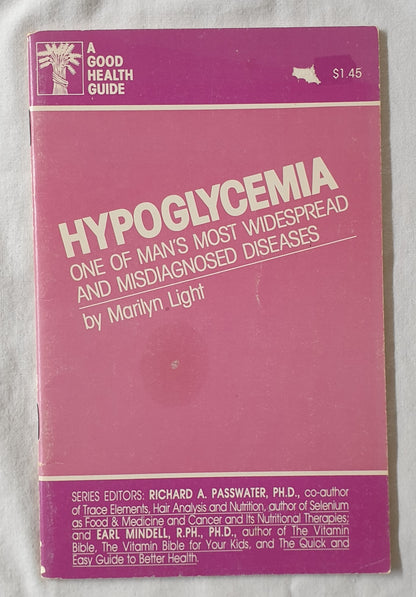 A
GOOD
HEALTH
GUIDE
$1.45
HYPOGLYCEMIA
ONE OF MAN'S MOST WIDESPREAD
AND MISDIAGNOSED DISEASES
by Marilyn Light
SERIES EDITORS: RICHARD A. PASSWATER, PH.D., co-author
of Trace Elements, Hair Analysis and Nutrition, author of Selenium
as Food & Medicine and Cancer and Its Nutritional Therapies;
and EARL MINDELL, R.PH., PH.D., author of The Vitamin
Bible, The Vitamin Bible for Your Kids, and The Quick and
Easy Guide to Better Health.